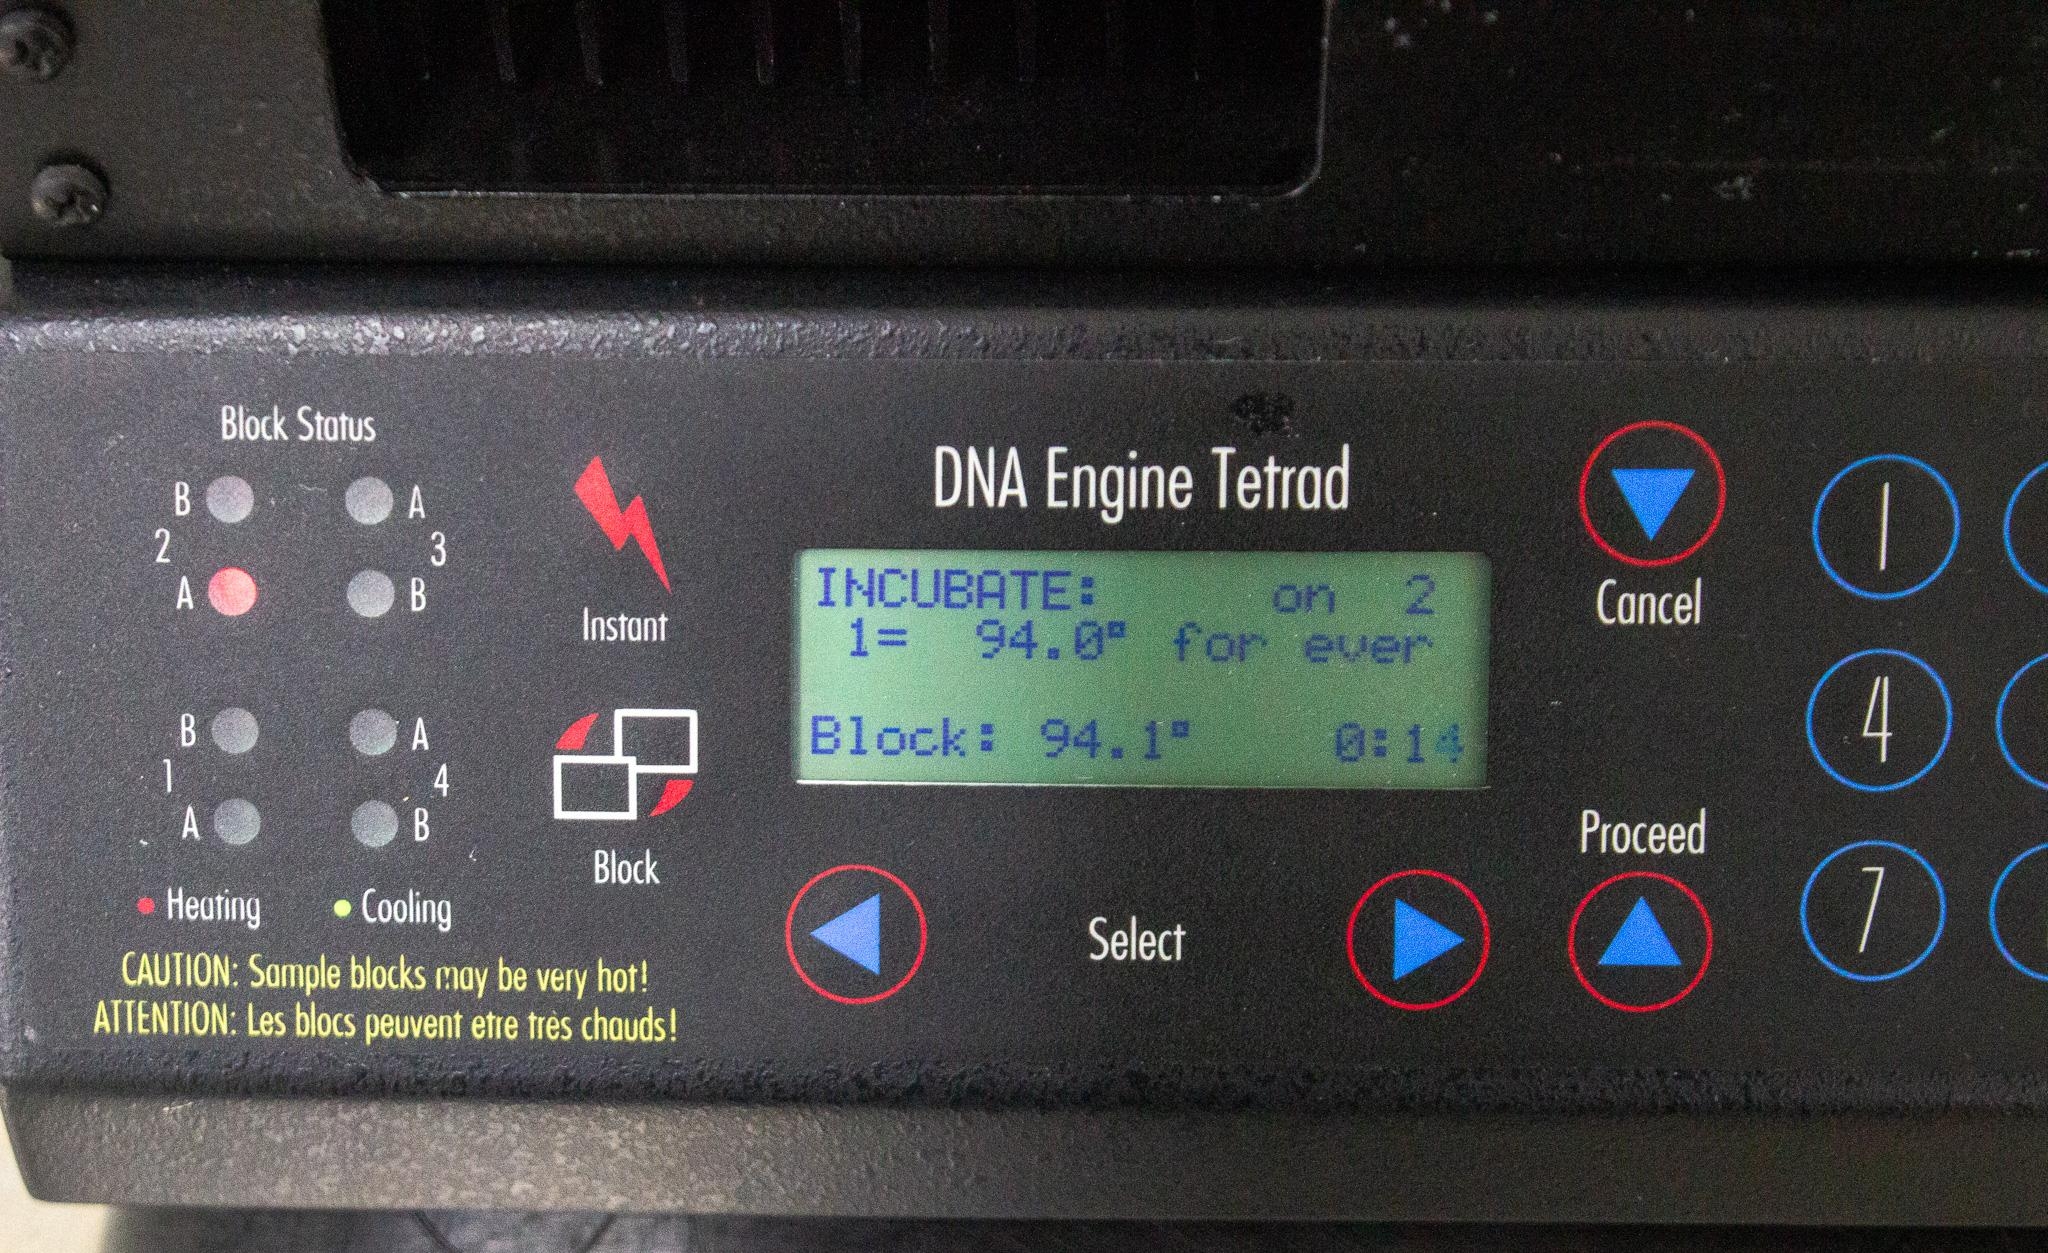 Block Status
B A
2 3
A B
B A
1 4
A B
Heating Cooling
CAUTION: Sample blocks may be very hot!
ATTENTION: Les blocs peuvent etre très chauds!
Instant
Block
DNA Engine Tetrad
INCUBATE: on 2
1= 94.0° for ever
Block: 94.1° 0:14
Select
Cancel
Proceed
1
4
7